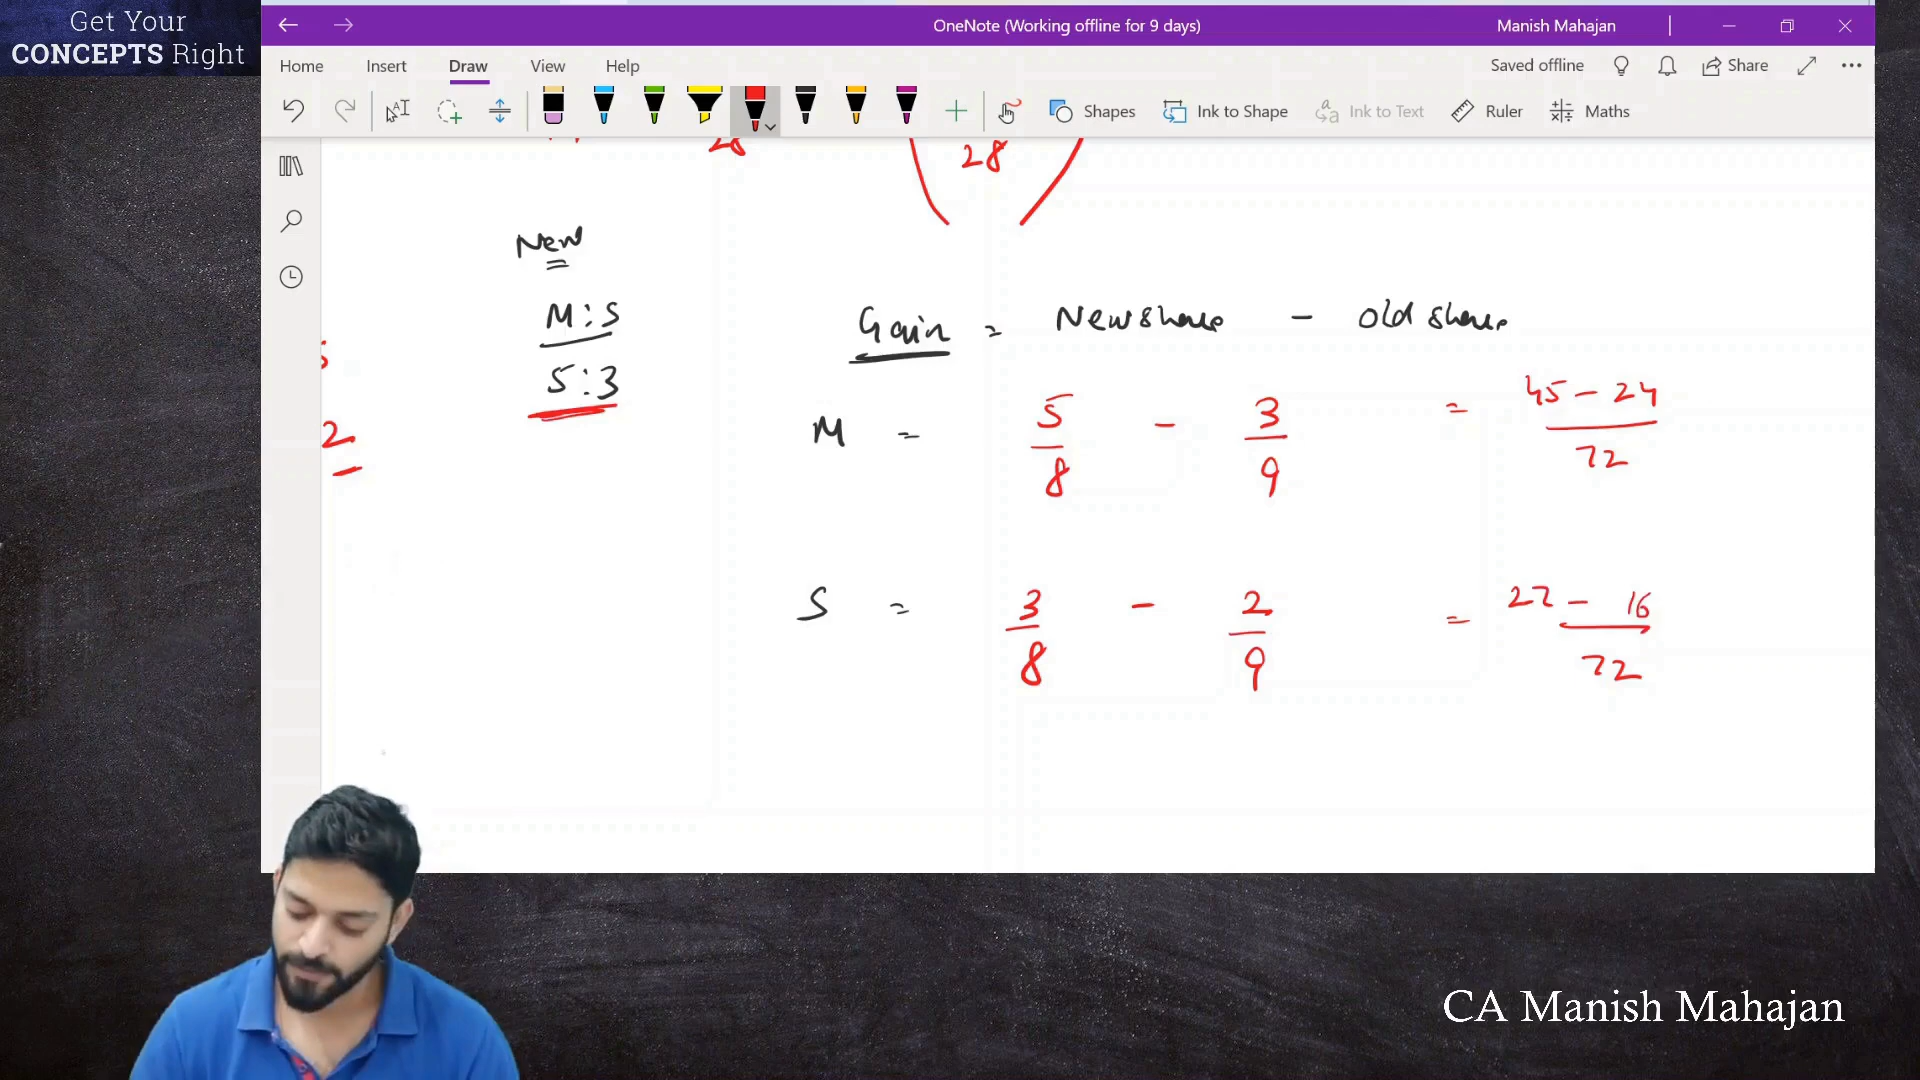 Get Your
CONCEPTS Right
OneNote (Working offline for 9 days)
Manish Mahajan
Home Insert Draw View Help
Saved offline
Share
Shapes
Ink to Shape
Ink to Text
Ruler
Maths
28
28
New
M:S
5:3
2
Gain = New share - old share
M = 5/8 - 3/9 = 45-24/72
S = 3/8 - 2/9 = 27-16/72
CA Manish Mahajan